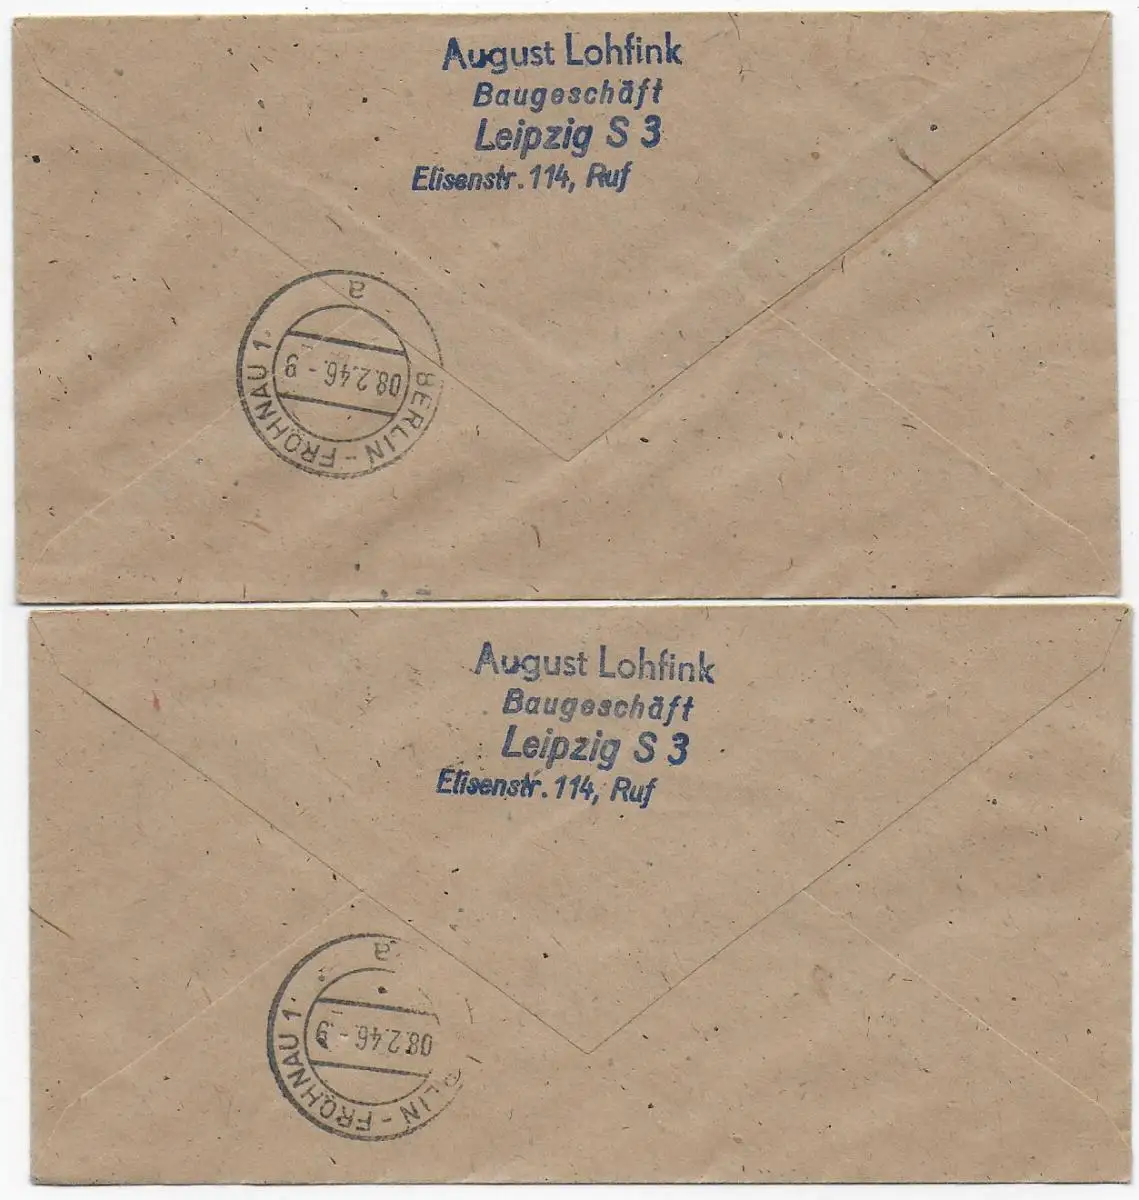 August Lohfink
Baugeschäft
Leipzig S 3
Elisenstr. 114, Ruf
a
08.2.46.-9
BERLIN-FROHNAU 1
August Lohfink
Baugeschäft
Leipzig S 3
Elisenstr. 114, Ruf
a
08.2.46.-9
LIN-FROHNAU 1